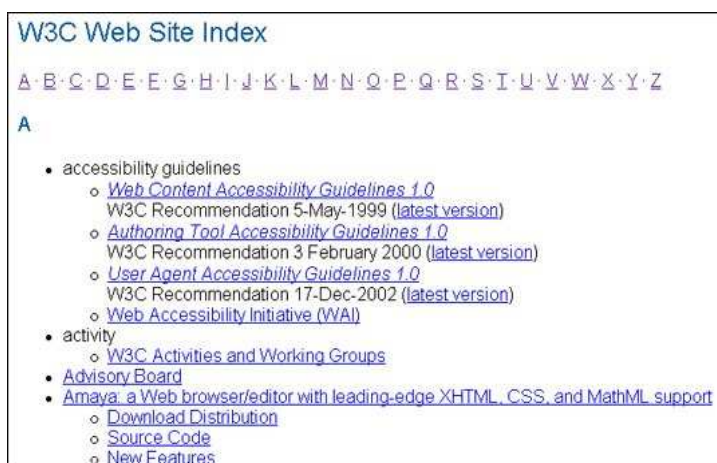 W3C Web Site Index
A · B · C · D · E · F · G · H · I · J · K · L · M · N · O · P · Q · R · S · T · U · V · W · X · Y · Z
A
• accessibility guidelines
o Web Content Accessibility Guidelines 1.0
W3C Recommendation 5-May-1999 (latest version)
o Authoring Tool Accessibility Guidelines 1.0
W3C Recommendation 3 February 2000 (latest version)
o User Agent Accessibility Guidelines 1.0
W3C Recommendation 17-Dec-2002 (latest version)
o Web Accessibility Initiative (WAI)
• activity
o W3C Activities and Working Groups
• Advisory Board
• Amaya: a Web browser/editor with leading-edge XHTML, CSS, and MathML support
o Download Distribution
o Source Code
o New Features